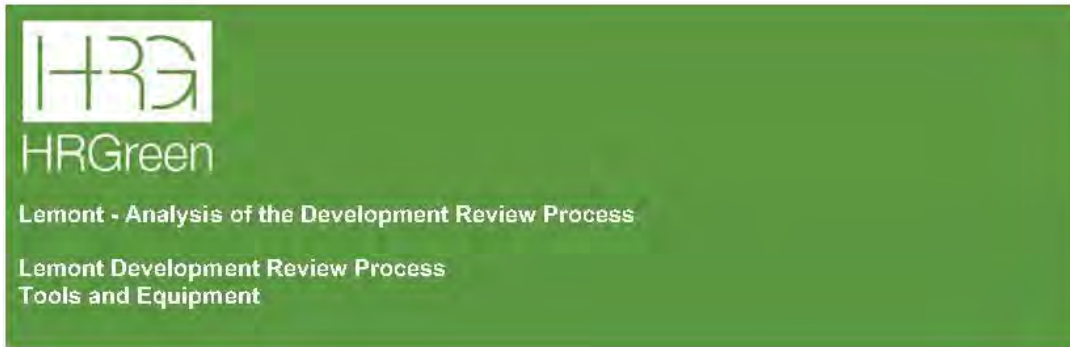 HRG
HRGreen
Lemont - Analysis of the Development Review Process
Lemont Development Review Process
Tools and Equipment